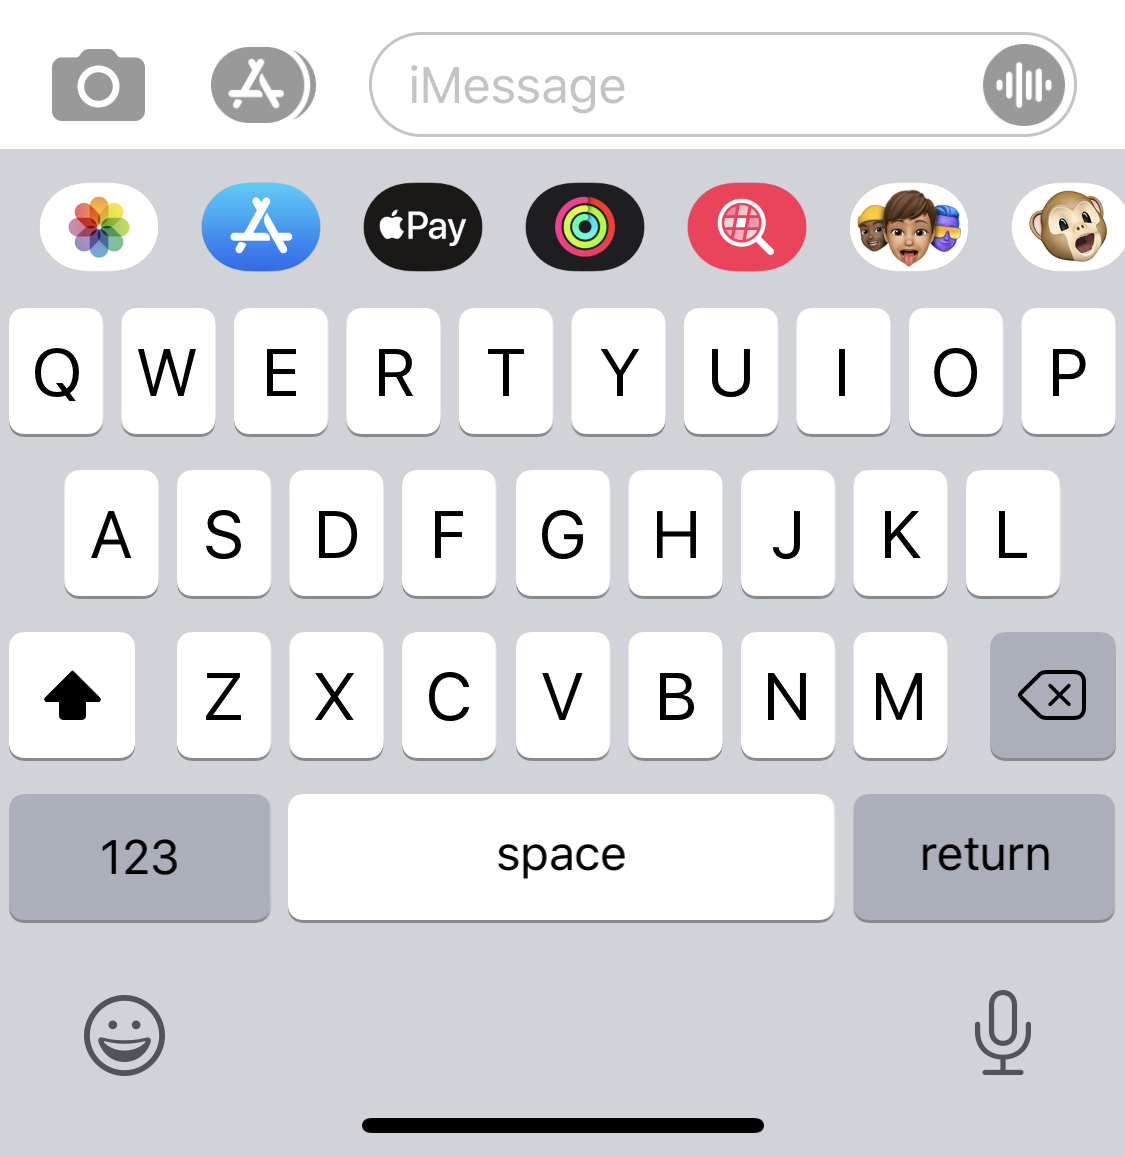 iMessage
Pay
Q W E R T Y U I O P
A S D F G H J K L
Z X C V B N M
123 space return